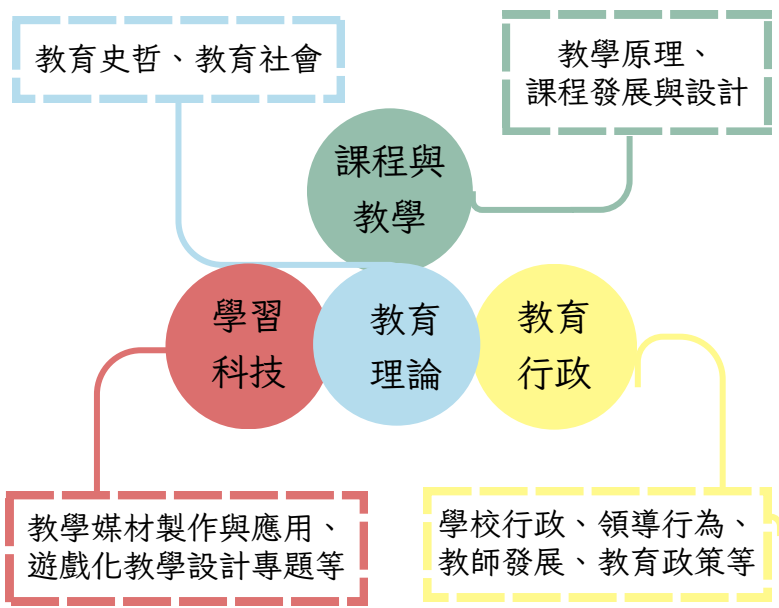 教育史哲、教育社會
教學原理、
課程發展與設計
課程與
教學
學習
科技
教育
理論
教育
行政
教學媒材製作與應用、
遊戲化教學設計專題等
學校行政、領導行為、
教師發展、教育政策等